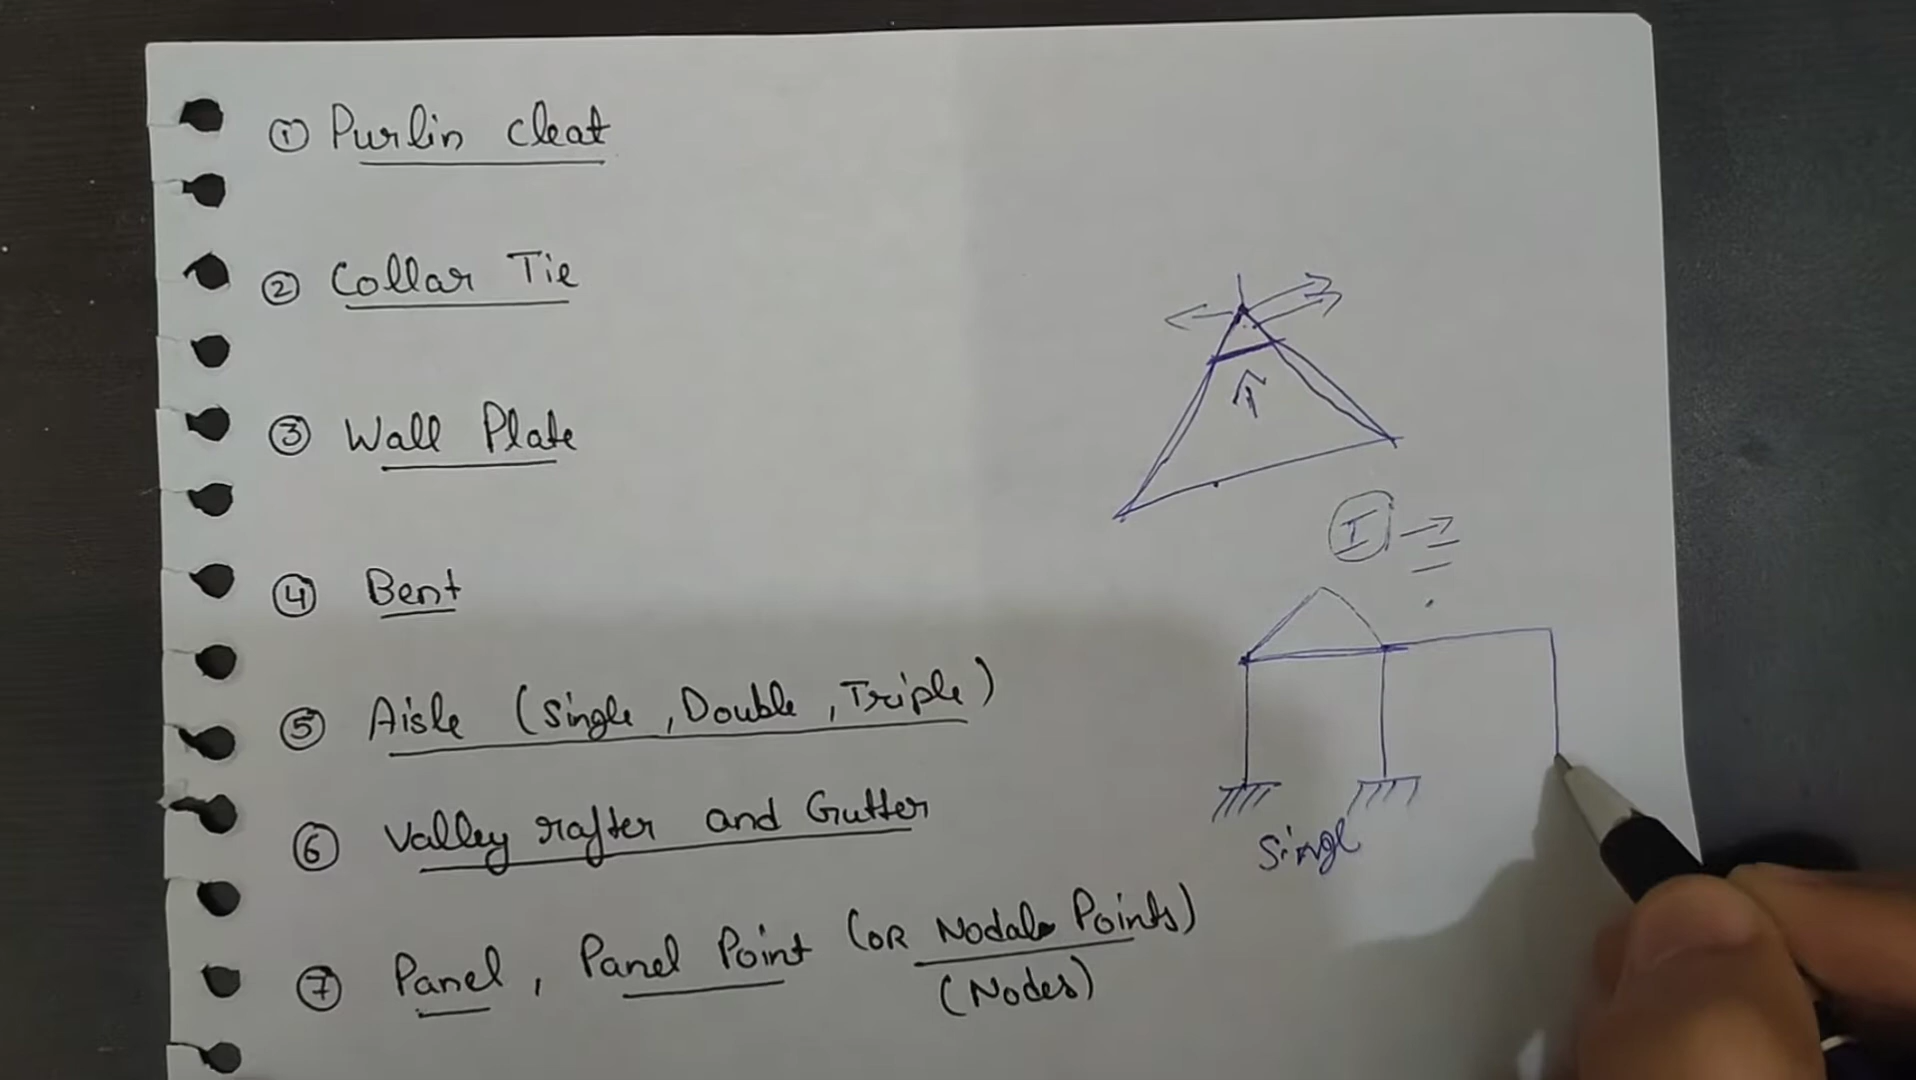 ① Purlin cleat
② Collar Tie
③ Wall Plate
④ Bent
⑤ Aisle (Single, Double, Triple)
⑥ Valley rafter and Gutter
⑦ Panel, Panel Point (OR Nodal Points)
(Nodes)
I
Singl